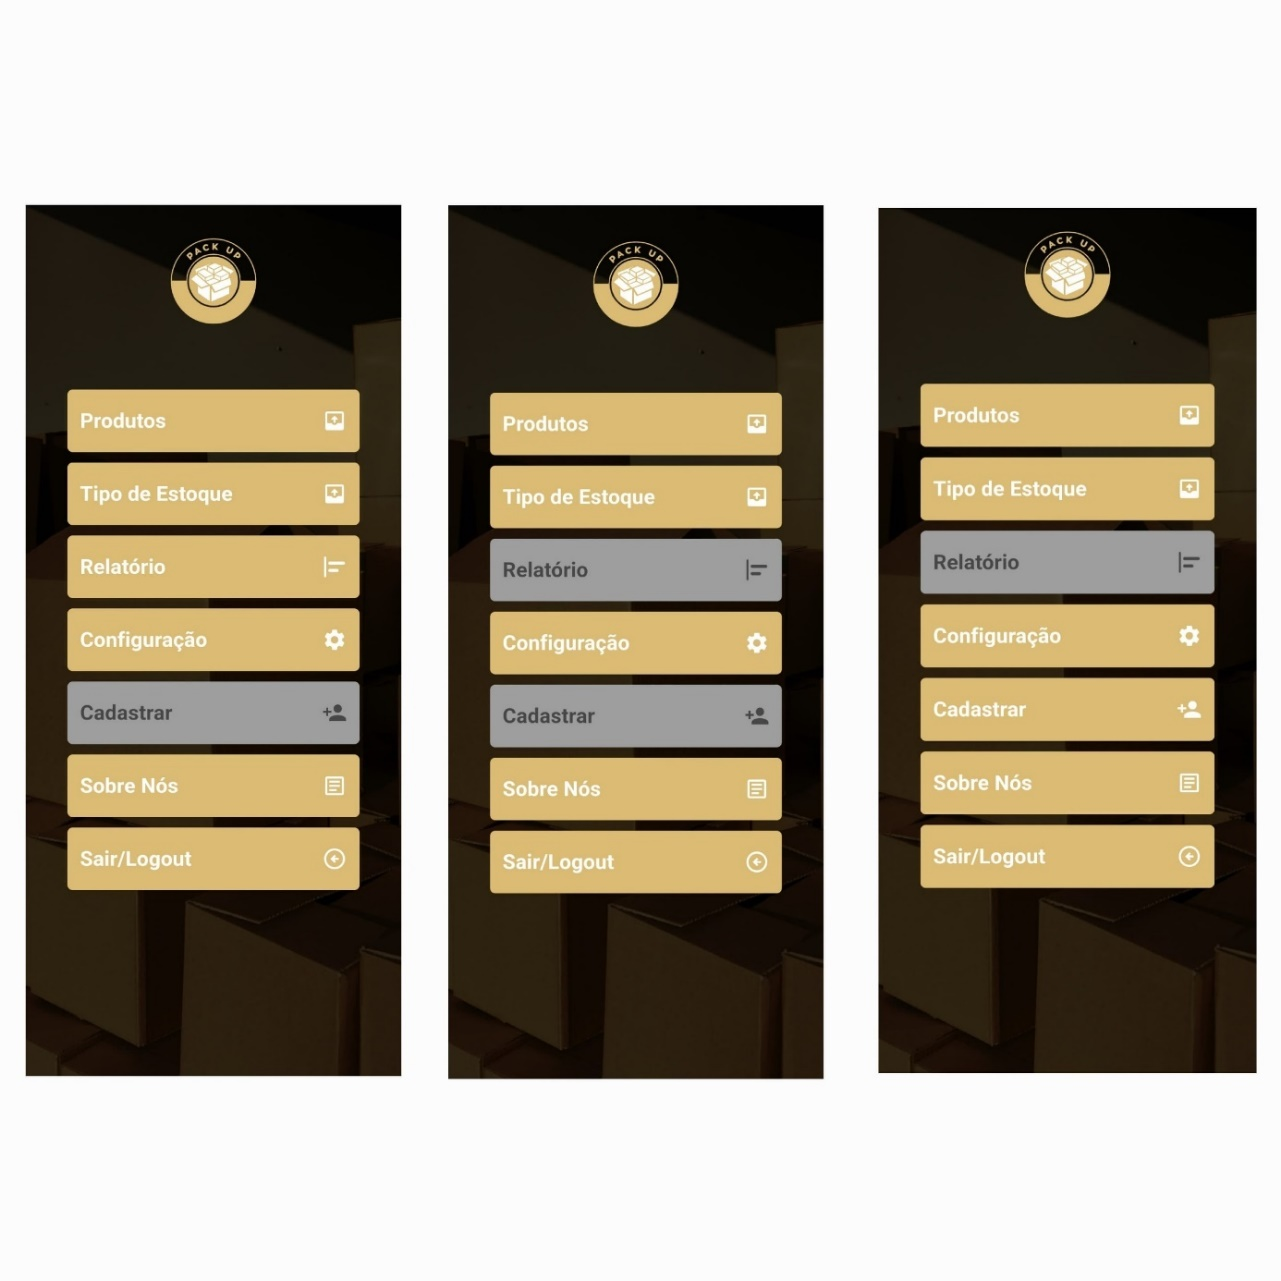 PACK UP
Produtos
Tipo de Estoque
Relatório
Configuração
Cadastrar
Sobre Nós
Sair/Logout
PACK UP
Produtos
Tipo de Estoque
Relatório
Configuração
Cadastrar
Sobre Nós
Sair/Logout
PACK UP
Produtos
Tipo de Estoque
Relatório
Configuração
Cadastrar
Sobre Nós
Sair/Logout